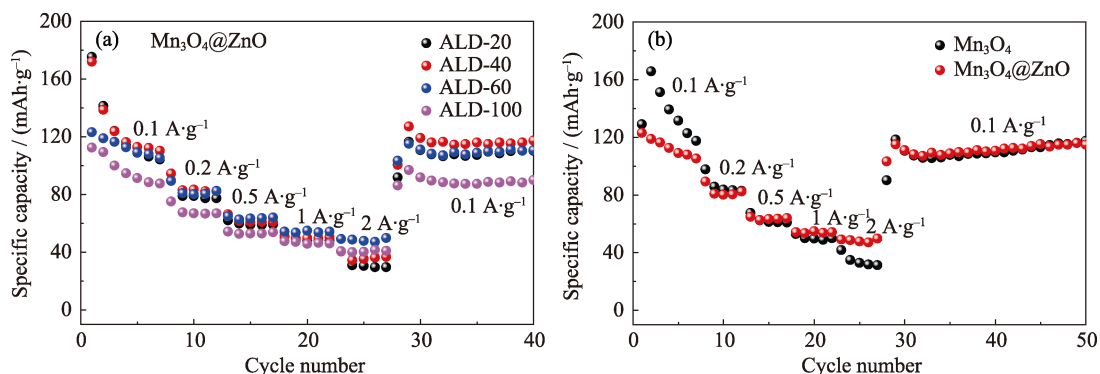 (a)
Mn₃O₄@ZnO
ALD-20
ALD-40
ALD-60
ALD-100
0.1 A·g⁻¹
0.2 A·g⁻¹
0.5 A·g⁻¹
1 A·g⁻¹
2 A·g⁻¹
0.1 A·g⁻¹
200
160
120
80
40
0
Specific capacity / (mAh·g⁻¹)
0 10 20 30 40
Cycle number
(b)
Mn₃O₄
Mn₃O₄@ZnO
0.1 A·g⁻¹
0.2 A·g⁻¹
0.5 A·g⁻¹
1 A·g⁻¹
2 A·g⁻¹
0.1 A·g⁻¹
200
160
120
80
40
0
Specific capacity / (mAh·g⁻¹)
0 10 20 30 40 50
Cycle number